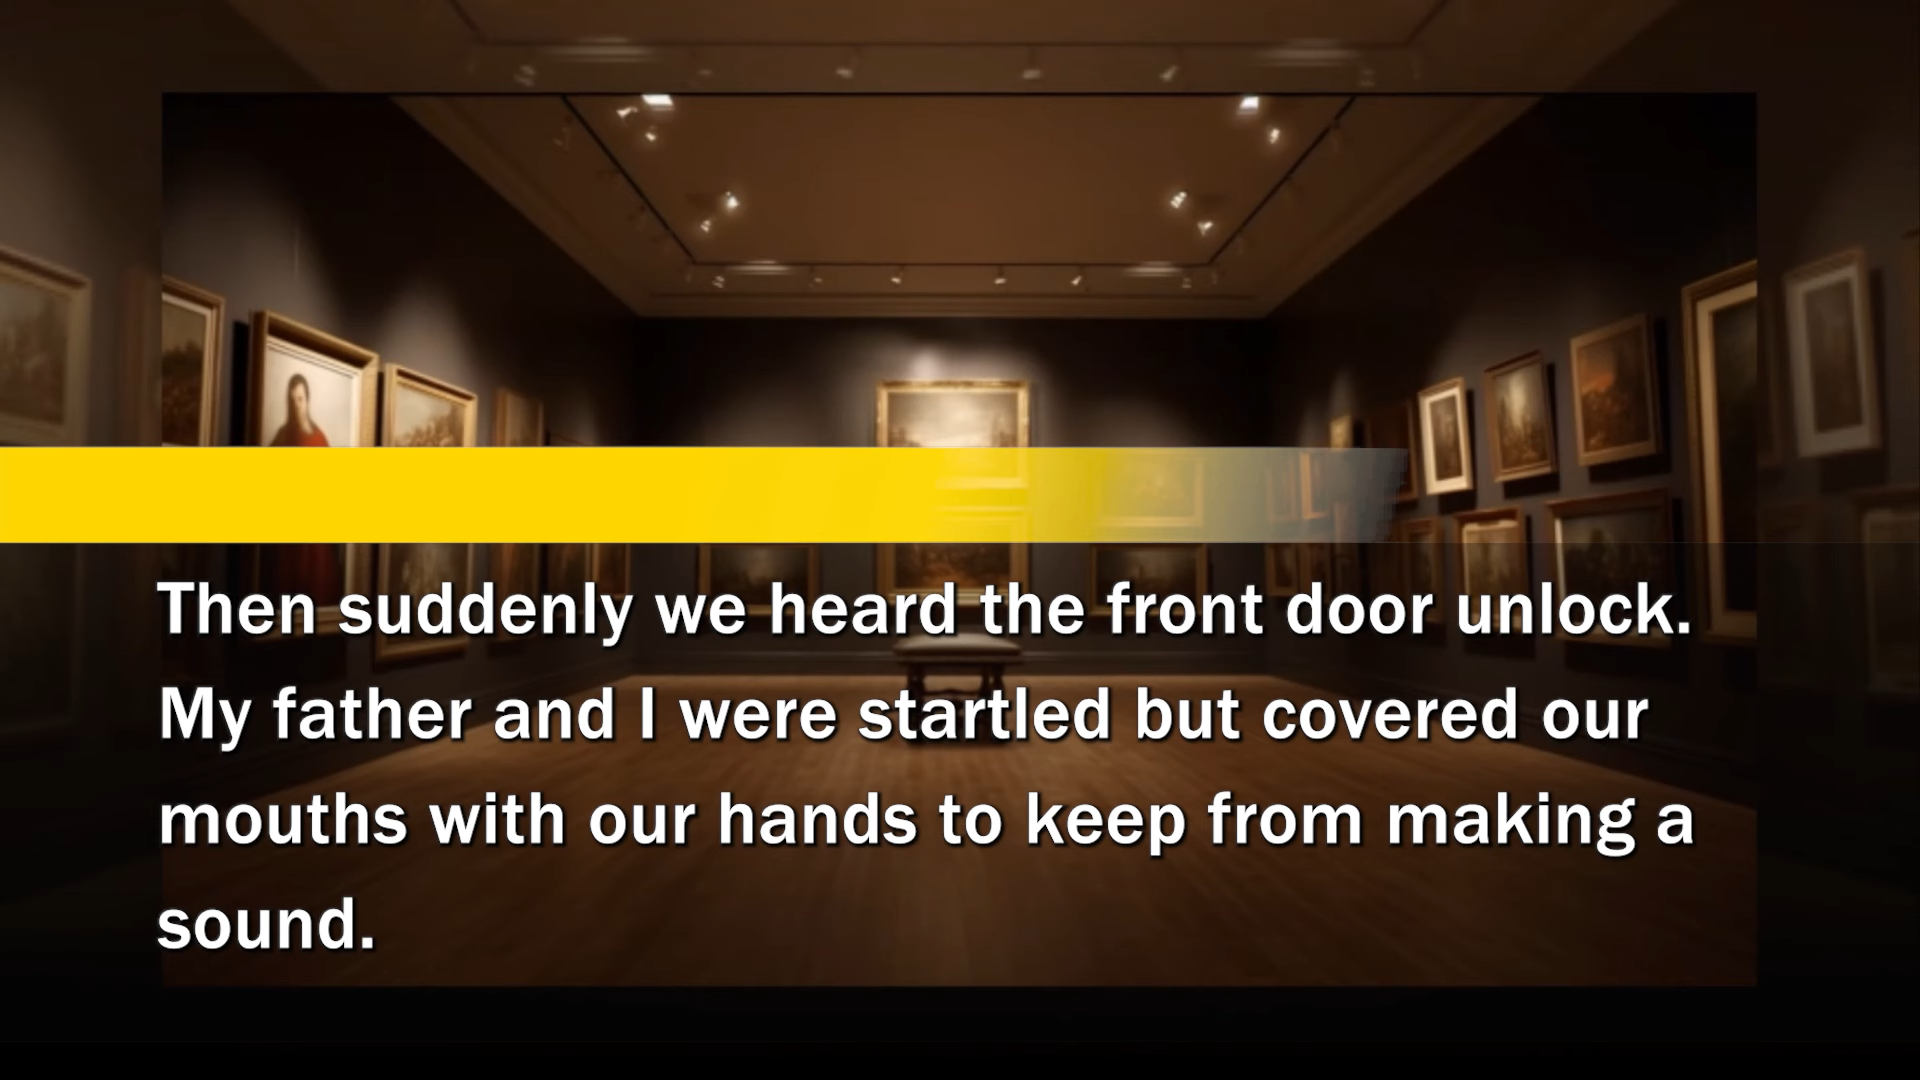 Then suddenly we heard the front door unlock.
My father and I were startled but covered our
mouths with our hands to keep from making a
sound.